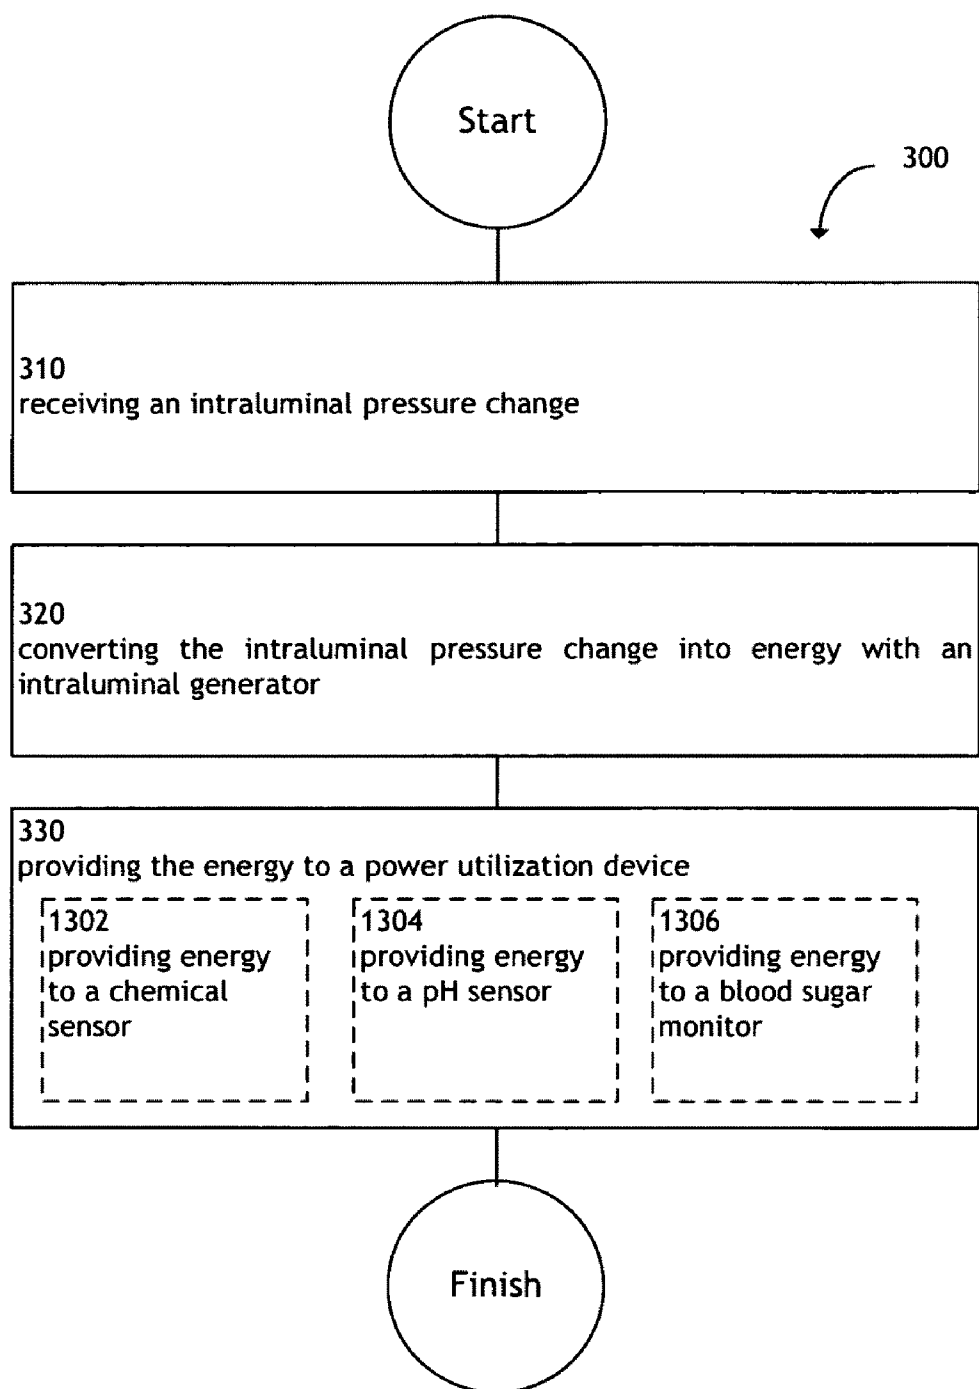 Start
300
310
receiving an intraluminal pressure change
320
converting the intraluminal pressure change into energy with an
intraluminal generator
330
providing the energy to a power utilization device
1302
providing energy
to a chemical
sensor
1304
providing energy
to a pH sensor
1306
providing energy
to a blood sugar
monitor
Finish